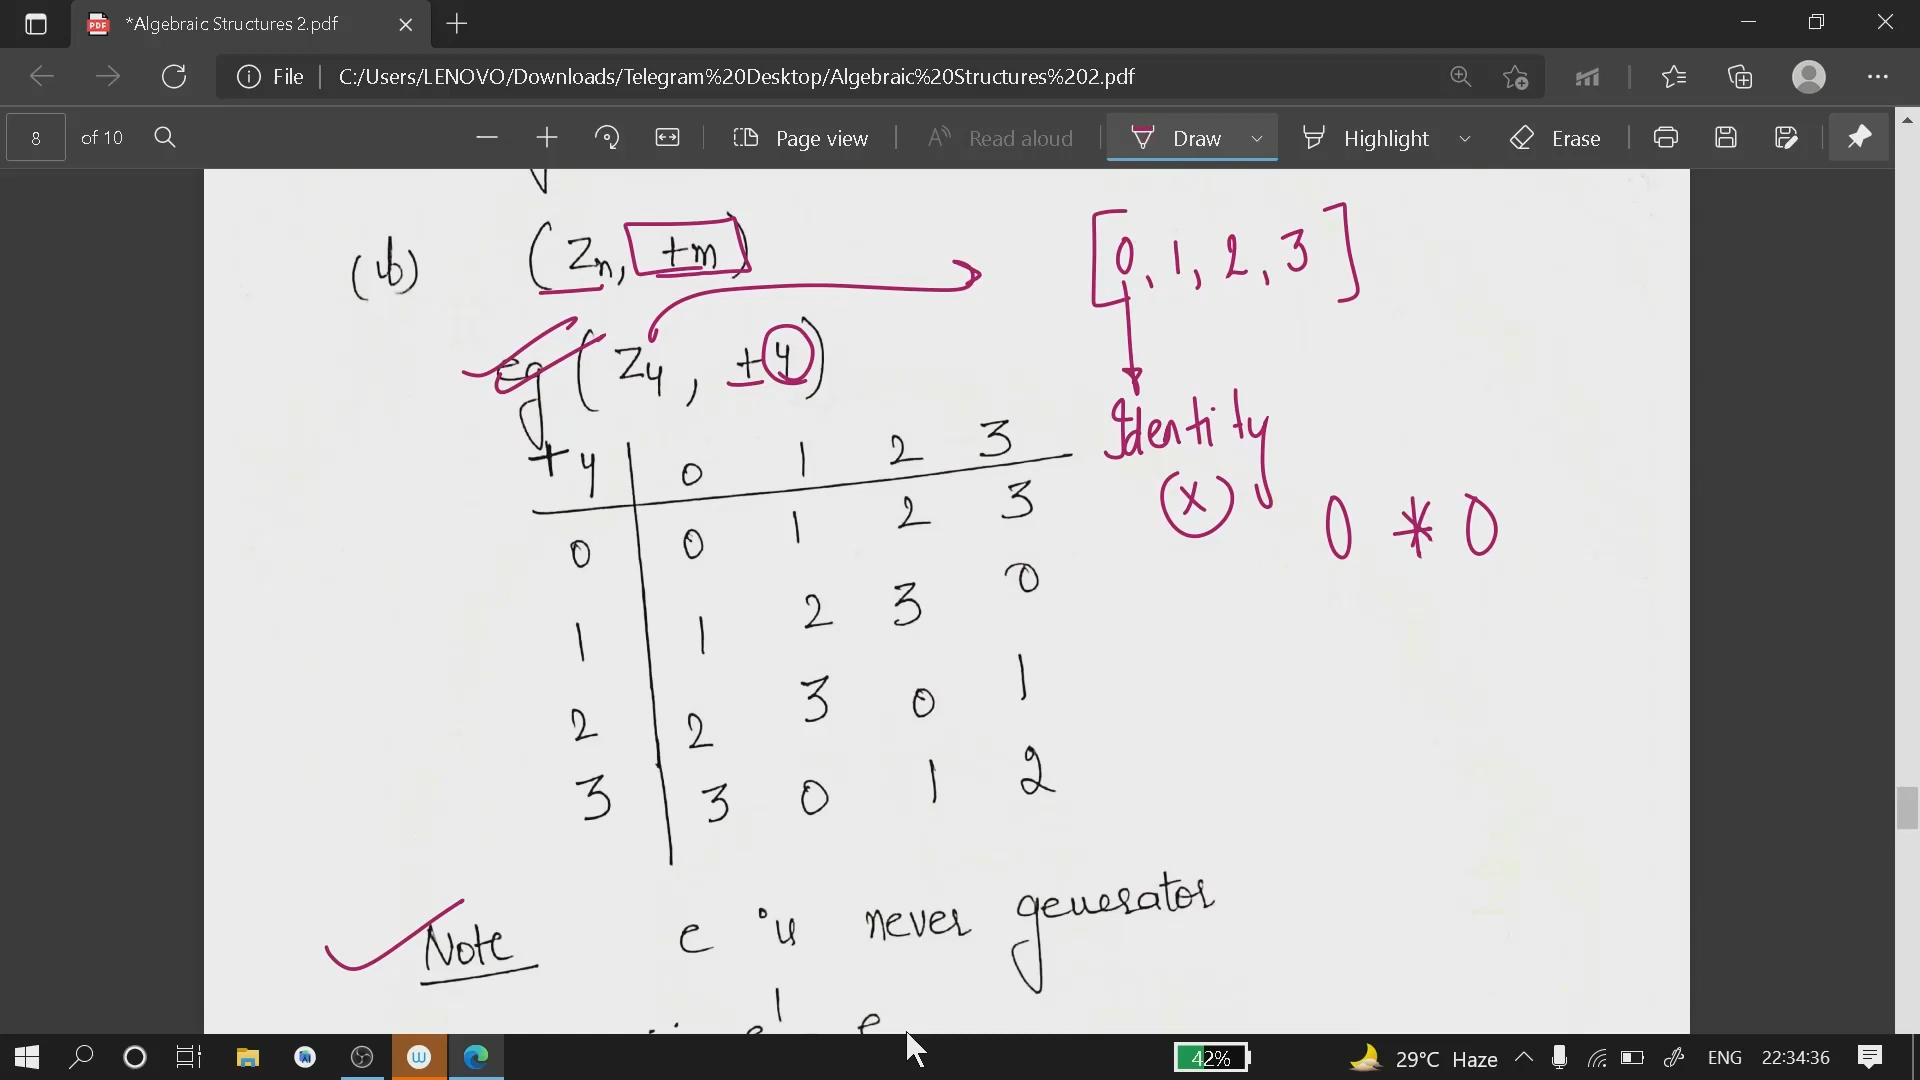 *Algebraic Structures 2.pdf
File C:/Users/LENOVO/Downloads/Telegram%20Desktop/Algebraic%20Structures%202.pdf
8 of 10 Page view Read aloud Draw Highlight Erase
(b) (Zn, +m) [0, 1, 2, 3]
eg (Z4, +4)
Identity
+4 0 1 2 3
(x) 0 * 0
0 0 1 2 3
1 1 2 3 0
2 2 3 0 1
3 3 0 1 2
Note e is never generator
42% 29°C Haze ENG 22:34:36